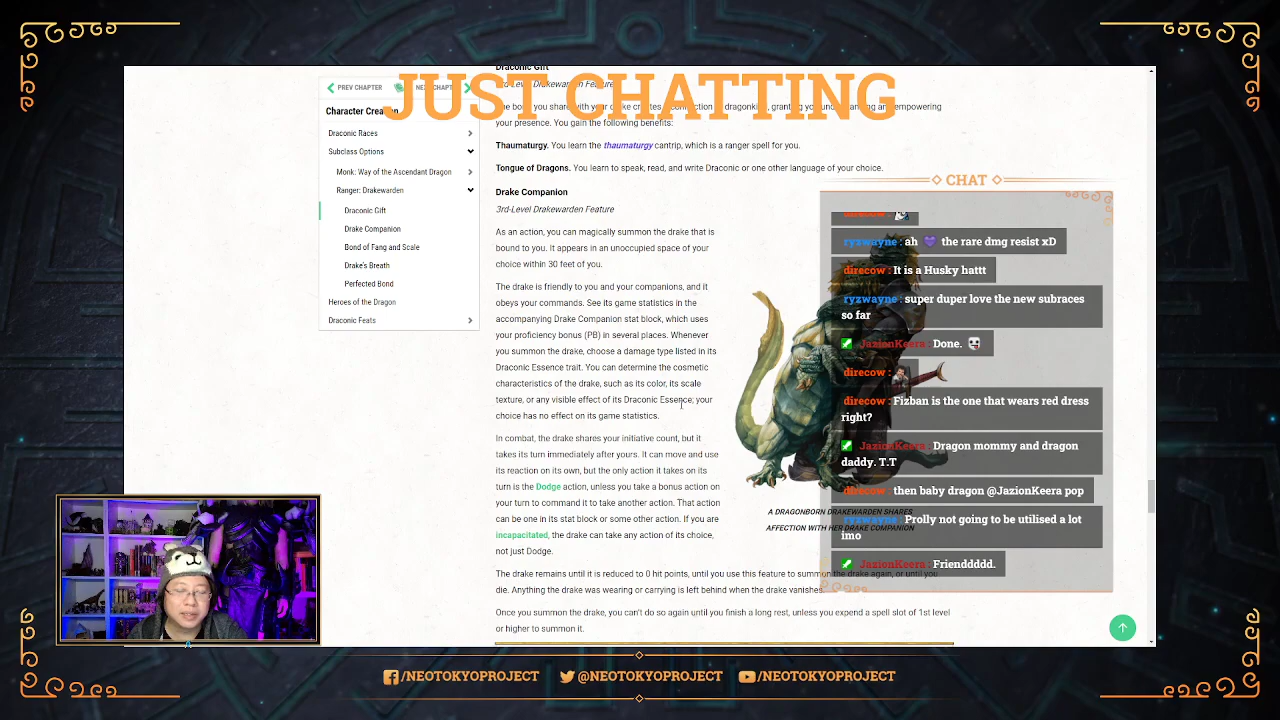 JUST CHATTING
PREV CHAPTER
Character Creation
Draconic Races
Subclass Options
Monk: Way of the Ascendant Dragon
Ranger: Drakewarden
Draconic Gift
Drake Companion
Bond of Fang and Scale
Drake's Breath
Perfected Bond
Heroes of the Dragon
Draconic Feats
Draconic Gift
Level Drakewarden Feature
your presence. You gain the following benefits:
Thaumaturgy. You learn the thaumaturgy cantrip, which is a ranger spell for you.
Tongue of Dragons. You learn to speak, read, and write Draconic or one other language of your choice.
Drake Companion
3rd-Level Drakewarden Feature
As an action, you can magically summon the drake that is
bound to you. It appears in an unoccupied space of your
choice within 30 feet of you.
The drake is friendly to you and your companions, and it
obeys your commands. See its game statistics in the
accompanying Drake Companion stat block, which uses
your proficiency bonus (PB) in several places. Whenever
you summon the drake, choose a damage type listed in its
Draconic Essence trait. You can determine the cosmetic
characteristics of the drake, such as its color, its scale
texture, or any visible effect of its Draconic Essence; your
choice has no effect on its game statistics.
In combat, the drake shares your initiative count, but it
takes its turn immediately after yours. It can move and use
its reaction on its own, but the only action it takes on its
turn is the Dodge action, unless you take a bonus action on
your turn to command it to take another action. That action
can be one in its stat block or some other action. If you are
incapacitated, the drake can take any action of its choice,
not just Dodge.
A DRAGONBORN DRAKEWARDEN SHARES
AFFECTION WITH HER DRAKE COMPANION
The drake remains until it is reduced to 0 hit points, until you use this feature to summon the drake again, or until you
die. Anything the drake was wearing or carrying is left behind when the drake vanishes.
Once you summon the drake, you can't do so again until you finish a long rest, unless you expend a spell slot of 1st level
or higher to summon it.
CHAT
direcow :
ryzwayne : ah the rare dmg resist xD
direcow : It is a Husky hattt
ryzwayne : super duper love the new subraces
so far
JazionKeera : Done.
direcow :
direcow : Fizban is the one that wears red dress
right?
JazionKeera : Dragon mommy and dragon
daddy. T.T
direcow : then baby dragon @JazionKeera pop
ryzwayne : Prolly not going to be utilised a lot
imo
JazionKeera : Frienddddd.
/NEOTOKYOPROJECT
@NEOTOKYOPROJECT
/NEOTOKYOPROJECT